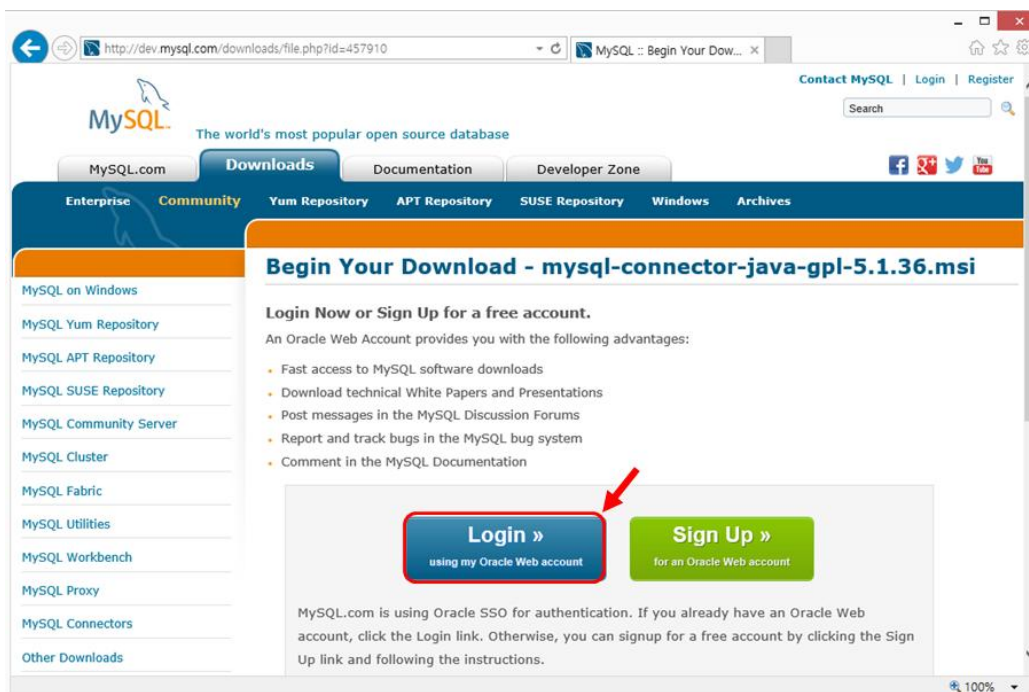 http://dev.mysql.com/downloads/file.php?id=457910
MySQL :: Begin Your Dow...
Contact MySQL | Login | Register
MySQL
The world's most popular open source database
Search
MySQL.com
Downloads
Documentation
Developer Zone
You Tube
Enterprise Community Yum Repository APT Repository SUSE Repository Windows Archives
MySQL on Windows
MySQL Yum Repository
MySQL APT Repository
MySQL SUSE Repository
MySQL Community Server
MySQL Cluster
MySQL Fabric
MySQL Utilities
MySQL Workbench
MySQL Proxy
MySQL Connectors
Other Downloads
Begin Your Download - mysql-connector-java-gpl-5.1.36.msi
Login Now or Sign Up for a free account.
An Oracle Web Account provides you with the following advantages:
Fast access to MySQL software downloads
Download technical White Papers and Presentations
Post messages in the MySQL Discussion Forums
Report and track bugs in the MySQL bug system
Comment in the MySQL Documentation
Login »
using my Oracle Web account
Sign Up »
for an Oracle Web account
MySQL.com is using Oracle SSO for authentication. If you already have an Oracle Web
account, click the Login link. Otherwise, you can signup for a free account by clicking the Sign
Up link and following the instructions.
100%